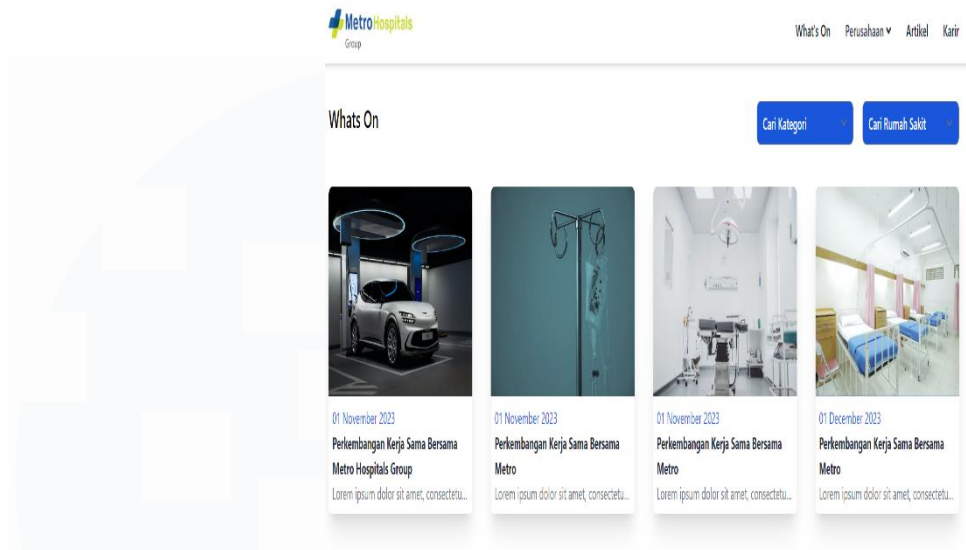 MetroHospitals
Group
What's On Perusahaan Artikel Karir
Whats On
Cari Kategori
Cari Rumah Sakit
01 November 2023
Perkembangan Kerja Sama Bersama
Metro Hospitals Group
Lorem ipsum dolor sit amet, consectetu...
01 November 2023
Perkembangan Kerja Sama Bersama
Metro
Lorem ipsum dolor sit amet, consectetu...
01 November 2023
Perkembangan Kerja Sama Bersama
Metro
Lorem ipsum dolor sit amet, consectetu...
01 December 2023
Perkembangan Kerja Sama Bersama
Metro
Lorem ipsum dolor sit amet, consectetu...